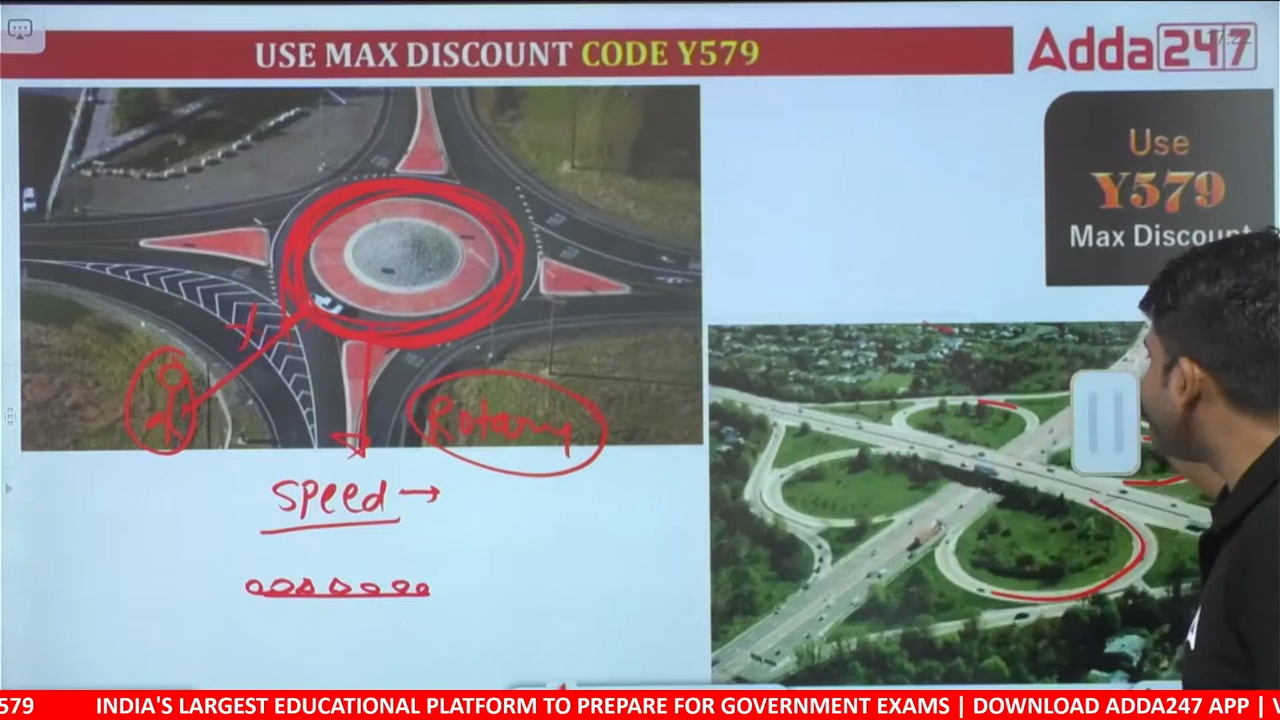 USE MAX DISCOUNT CODE Y579
Adda247
Use
Y579
Max Discount
Rotary
Speed →
579 INDIA'S LARGEST EDUCATIONAL PLATFORM TO PREPARE FOR GOVERNMENT EXAMS | DOWNLOAD ADDA247 APP | V